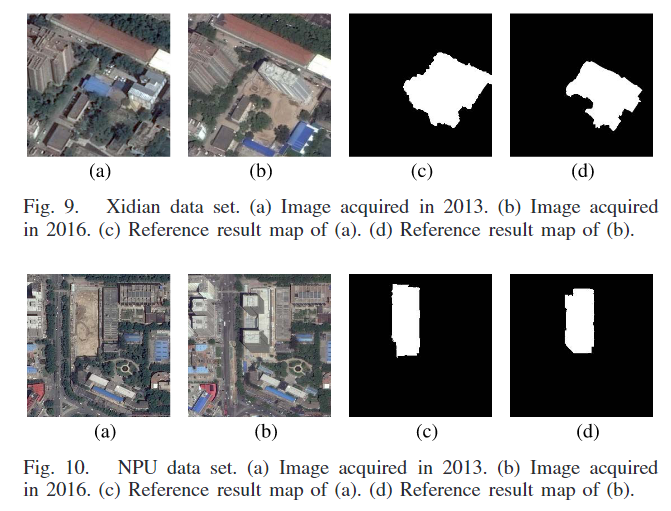 (a) (b) (c) (d)
Fig. 9. Xidian data set. (a) Image acquired in 2013. (b) Image acquired
in 2016. (c) Reference result map of (a). (d) Reference result map of (b).
(a) (b) (c) (d)
Fig. 10. NPU data set. (a) Image acquired in 2013. (b) Image acquired
in 2016. (c) Reference result map of (a). (d) Reference result map of (b).